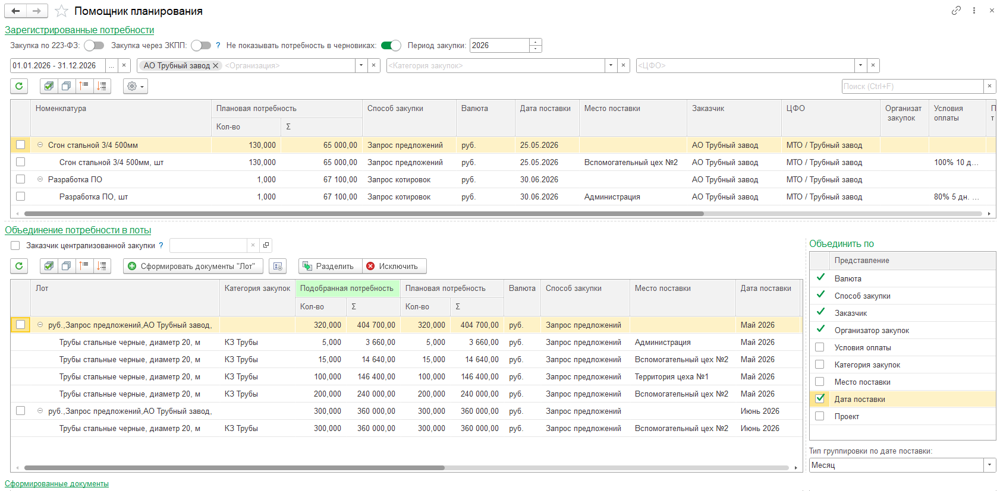 Помощник планирования
Зарегистрированные потребности
Закупка по 223-ФЗ: Закупка через ЗКПП: ? Не показывать потребность в черновиках: Период закупки: 2026
01.01.2026 - 31.12.2026 ... × АО Трубный завод × <Организация> × <Категория закупок> × <ЦФО> ×
Поиск (Ctrl+F) ×
Номенклатура Плановая потребность Способ закупки Валюта Дата поставки Место поставки Заказчик ЦФО Организат Условия П
закупок оплаты т
Кол-во Σ
Сгон стальной 3/4 500мм 130,000 65 000,00 Запрос предложений руб. 25.05.2026 АО Трубный завод МТО / Трубный завод
Сгон стальной 3/4 500мм, шт 130,000 65 000,00 Запрос предложений руб. 25.05.2026 Вспомогательный цех №2 АО Трубный завод МТО / Трубный завод 100% 10 д...
Разработка ПО 1,000 67 100,00 Запрос котировок руб. 30.06.2026 АО Трубный завод МТО / Трубный завод
Разработка ПО, шт 1,000 67 100,00 Запрос котировок руб. 30.06.2026 Администрация АО Трубный завод МТО / Трубный завод 80% 5 дн. ...
Объединение потребности в лоты
Заказчик централизованной закупки ? ×
Сформировать документы "Лот" Разделить Исключить
Лот Категория закупок Подобранная потребность Плановая потребность Валюта Способ закупки Место поставки Дата поставки
Кол-во Σ Кол-во Σ
руб.,Запрос предложений,АО Трубный завод, 320,000 404 700,00 320,000 404 700,00 руб. Запрос предложений Май 2026
Трубы стальные черные, диаметр 20, м КЗ Трубы 5,000 3 660,00 5,000 3 660,00 руб. Запрос предложений Администрация Май 2026
Трубы стальные черные, диаметр 20, м КЗ Трубы 15,000 14 640,00 15,000 14 640,00 руб. Запрос предложений Вспомогательный цех №2 Май 2026
Трубы стальные черные, диаметр 20, м КЗ Трубы 100,000 146 400,00 100,000 146 400,00 руб. Запрос предложений Территория цеха №1 Май 2026
Трубы стальные черные, диаметр 20, м КЗ Трубы 200,000 240 000,00 200,000 240 000,00 руб. Запрос предложений Вспомогательный цех №2 Май 2026
руб.,Запрос предложений,АО Трубный завод, 300,000 360 000,00 300,000 360 000,00 руб. Запрос предложений Июнь 2026
Трубы стальные черные, диаметр 20, м КЗ Трубы 300,000 360 000,00 300,000 360 000,00 руб. Запрос предложений Вспомогательный цех №2 Июнь 2026
Объединить по
Представление
Валюта
Способ закупки
Заказчик
Организатор закупок
Условия оплаты
Категория закупок
Место поставки
Дата поставки
Проект
Тип группировки по дате поставки:
Месяц
Сформированные документы